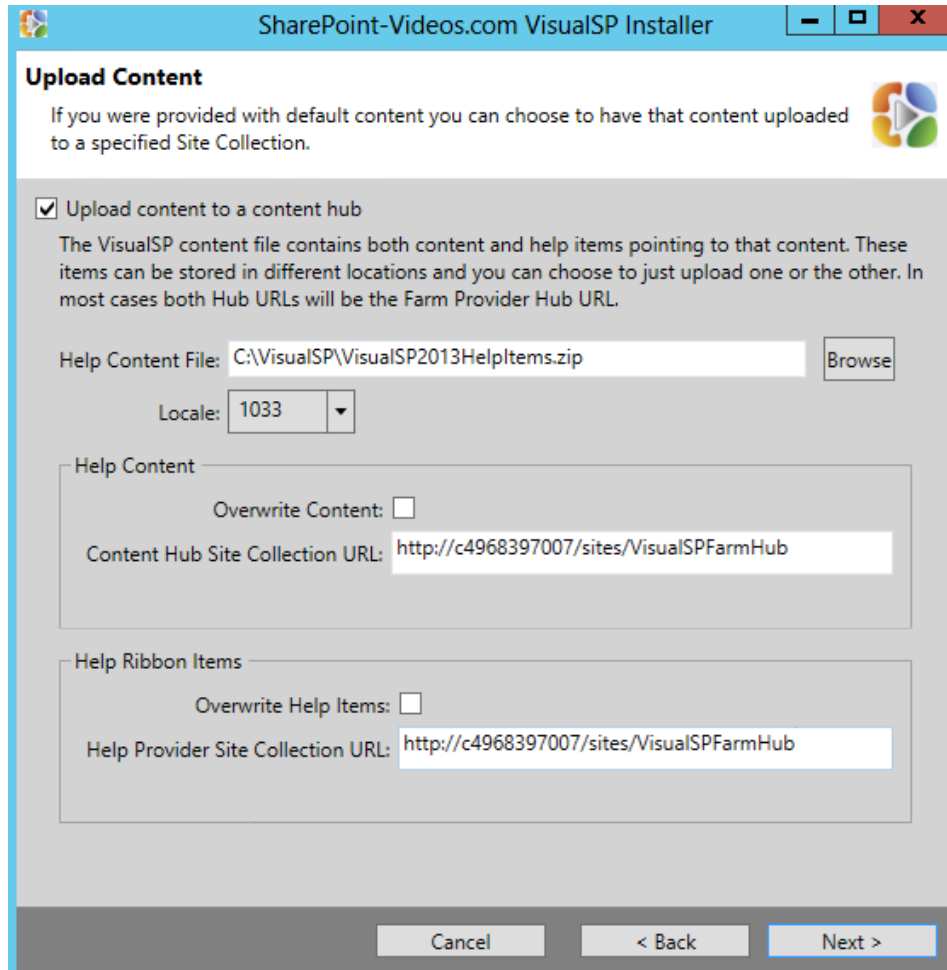 SharePoint-Videos.com VisualSP Installer
Upload Content
If you were provided with default content you can choose to have that content uploaded
to a specified Site Collection.
Upload content to a content hub
The VisualSP content file contains both content and help items pointing to that content. These
items can be stored in different locations and you can choose to just upload one or the other. In
most cases both Hub URLs will be the Farm Provider Hub URL.
Help Content File: C:\VisualSP\VisualSP2013HelpItems.zip Browse
Locale: 1033
Help Content
Overwrite Content:
Content Hub Site Collection URL: http://c4968397007/sites/VisualSPFarmHub
Help Ribbon Items
Overwrite Help Items:
Help Provider Site Collection URL: http://c4968397007/sites/VisualSPFarmHub
Cancel < Back Next >